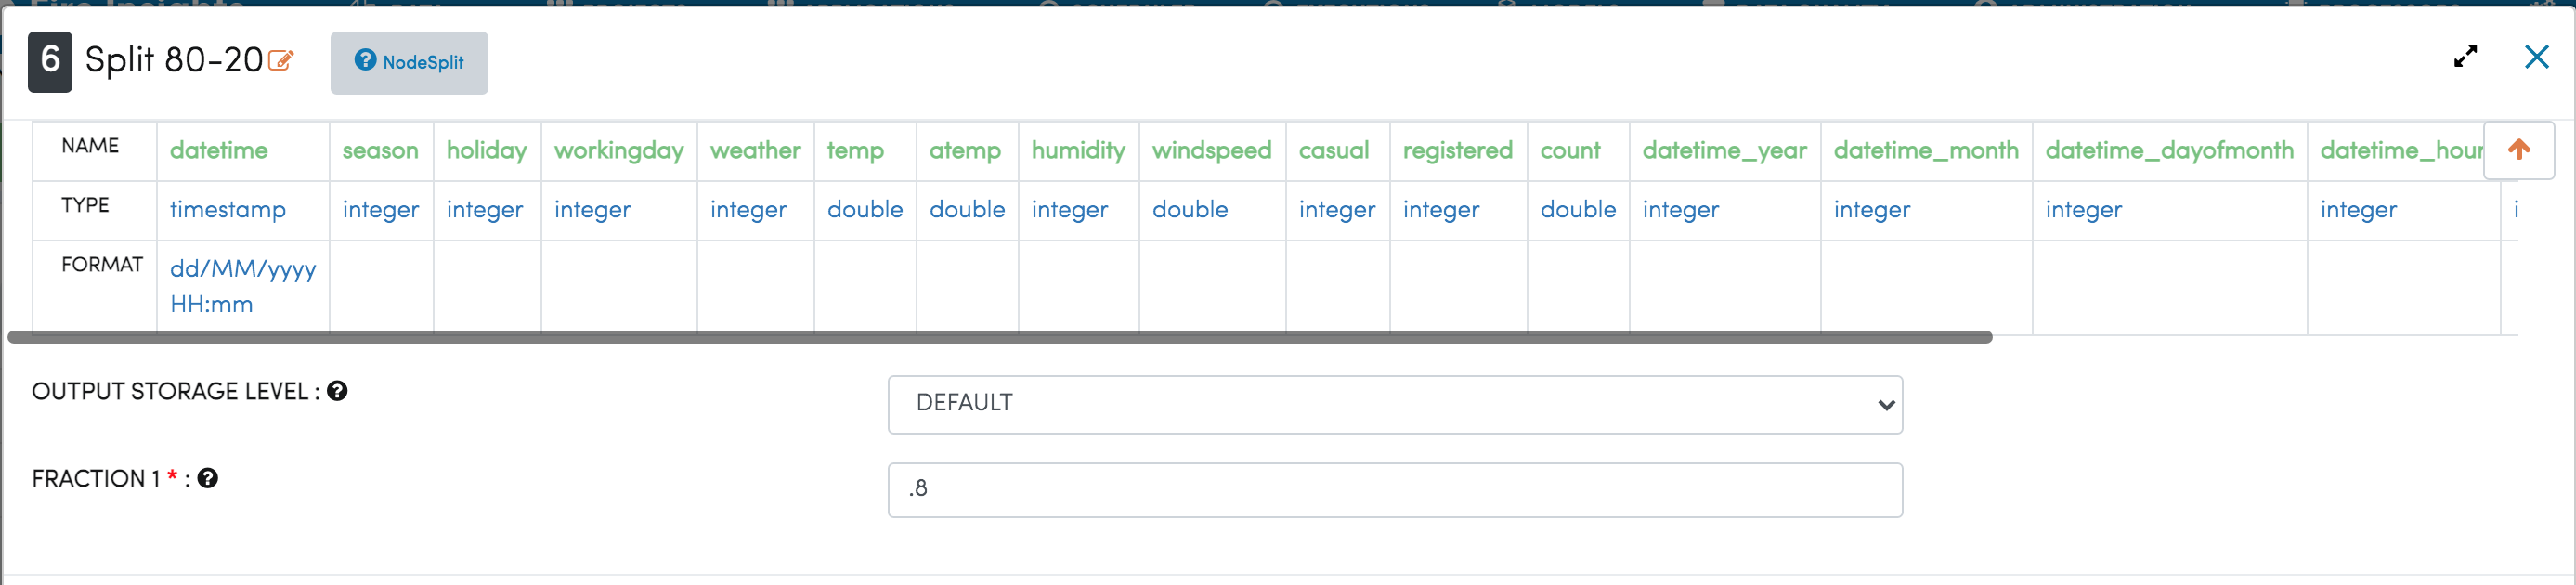 6 Split 80-20 NodeSplit
NAME datetime season holiday workingday weather temp atemp humidity windspeed casual registered count datetime_year datetime_month datetime_dayofmonth datetime_hour
TYPE timestamp integer integer integer integer double double integer double integer integer double integer integer integer integer i
FORMAT dd/MM/yyyy
HH:mm
OUTPUT STORAGE LEVEL : DEFAULT
FRACTION 1 * : .8